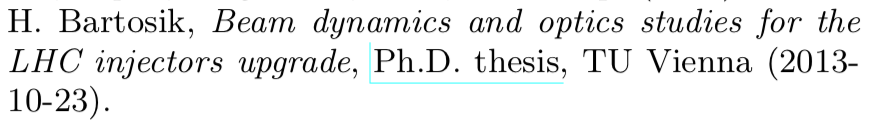 H. Bartosik, Beam dynamics and optics studies for the
LHC injectors upgrade, Ph.D. thesis, TU Vienna (2013-
10-23).